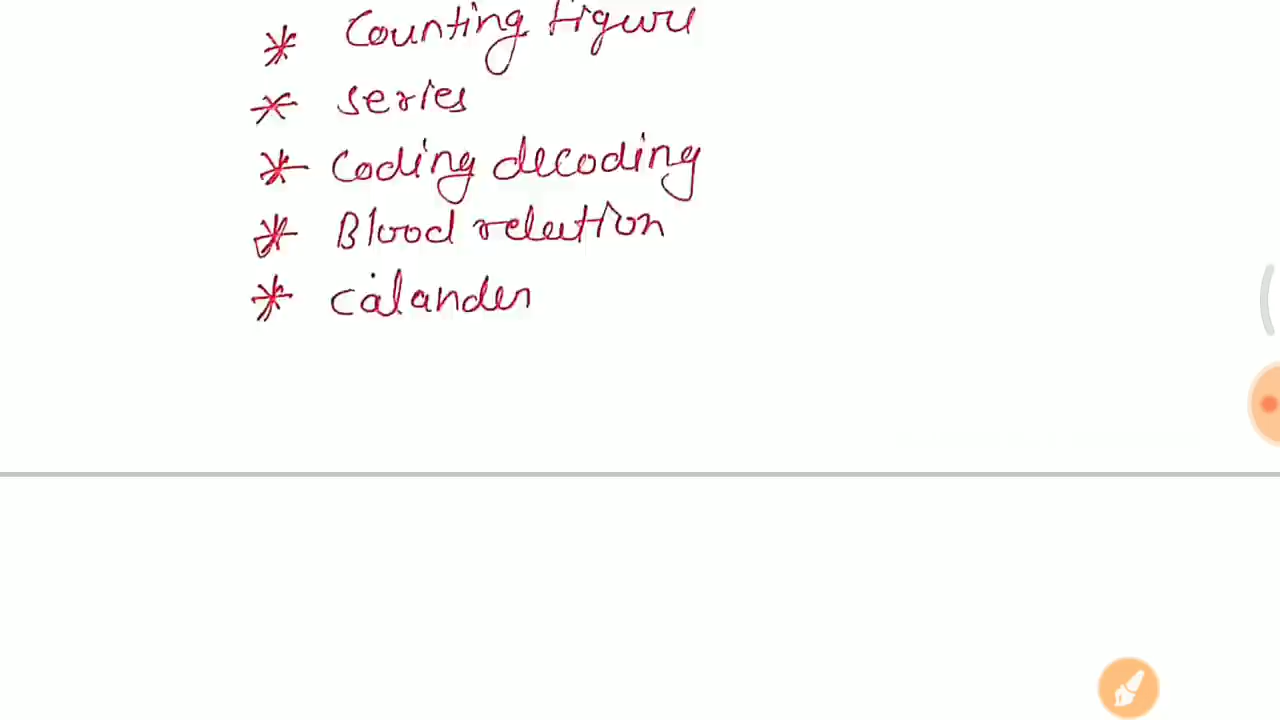 * Counting figure
* series
* Coding decoding
* Blood relation
* calander